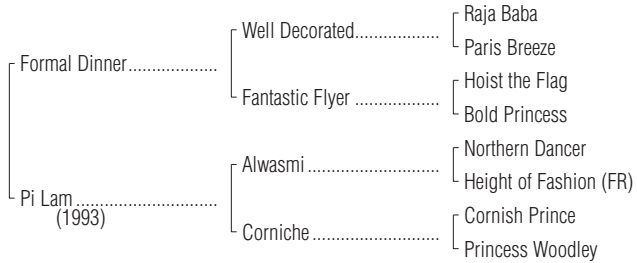 Raja Baba
Well Decorated..................
Paris Breeze
Formal Dinner...................
Hoist the Flag
Fantastic Flyer ..................
Bold Princess
Northern Dancer
Alwasmi ............................
Height of Fashion (FR)
Pi Lam ........................
(1993)
Cornish Prince
Corniche ...........................
Princess Woodley